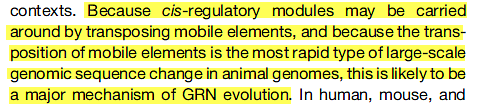 contexts. Because cis-regulatory modules may be carried
around by transposing mobile elements, and because the trans-
position of mobile elements is the most rapid type of large-scale
genomic sequence change in animal genomes, this is likely to be
a major mechanism of GRN evolution. In human, mouse, and